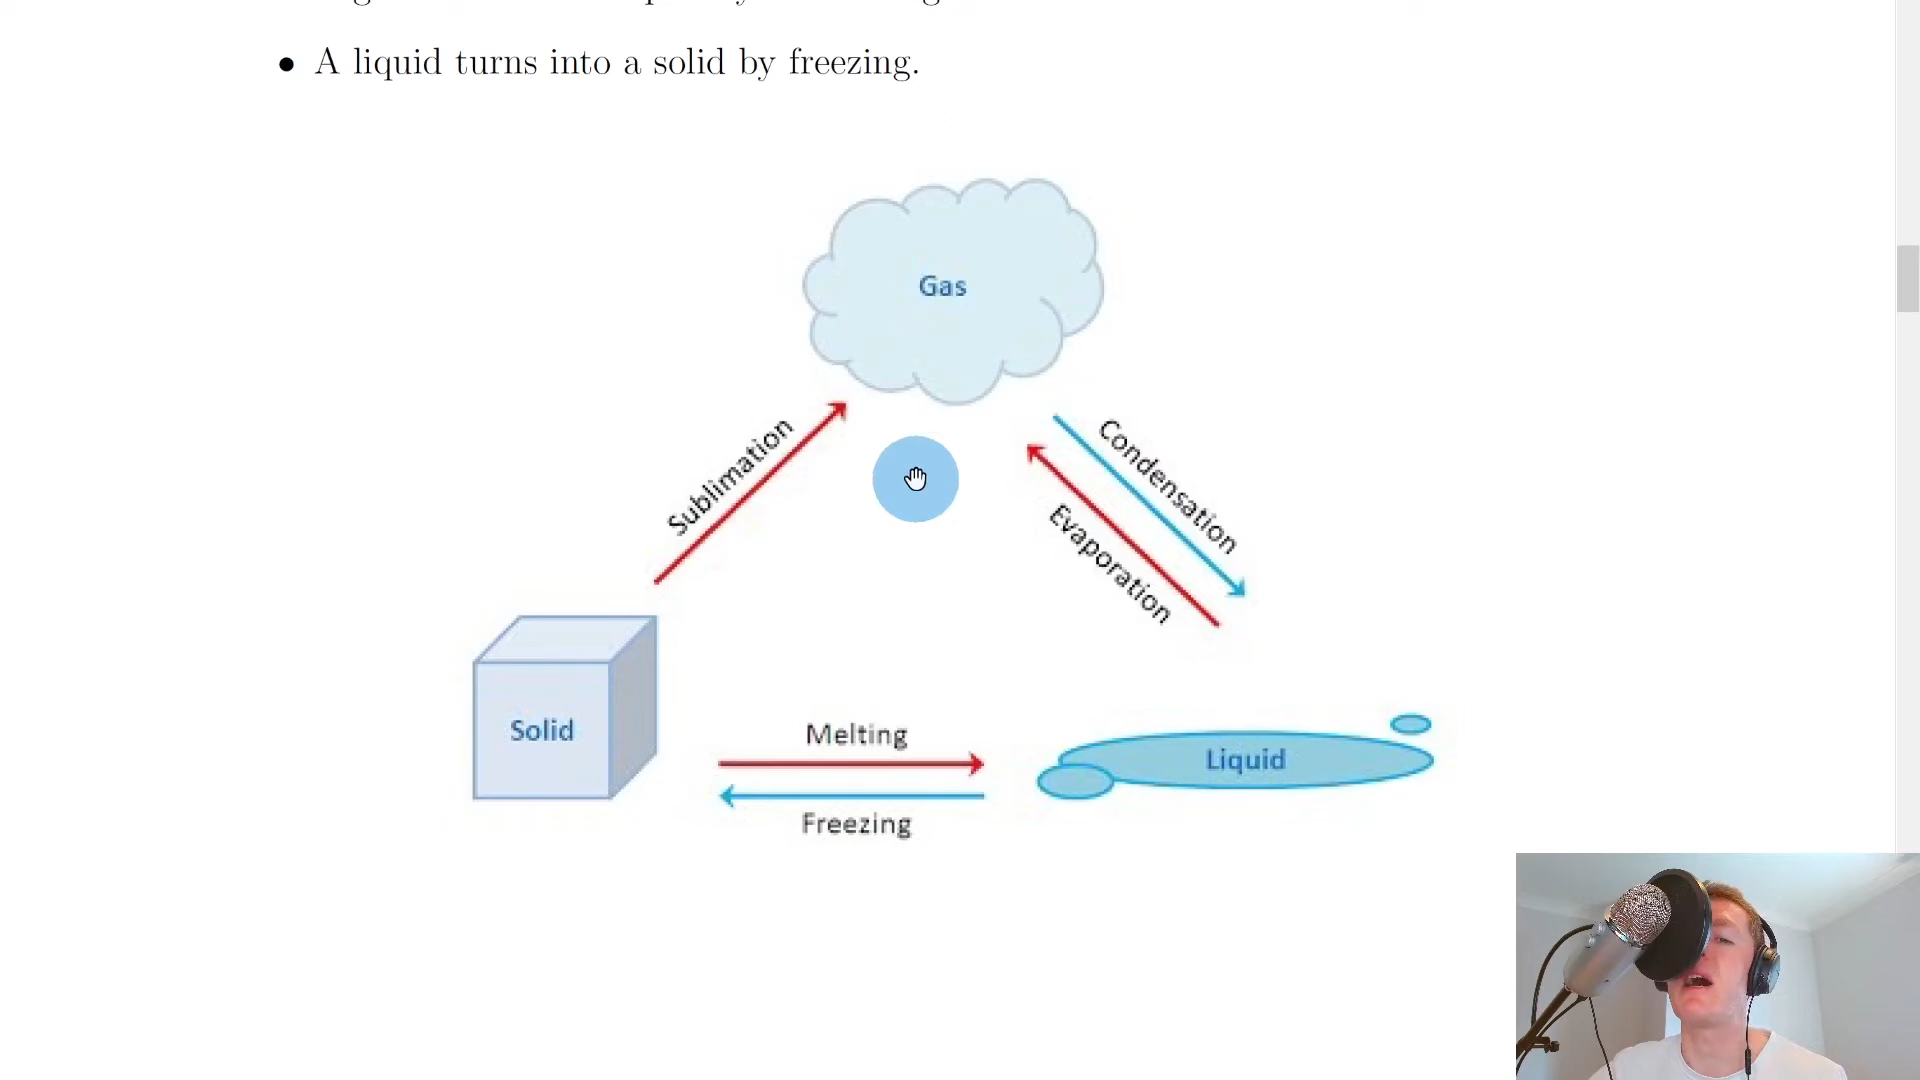 • A liquid turns into a solid by freezing.
Gas
Sublimation
Condensation
Evaporation
Solid
Melting
Liquid
Freezing